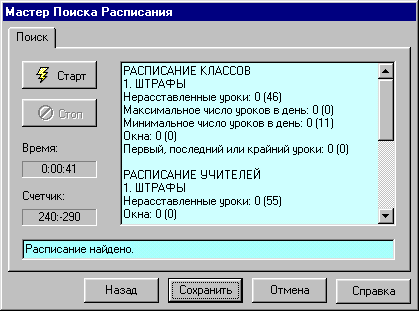 Мастер Поиска Расписания
Поиск
Старт
Стоп
Время:
0:00:41
Счетчик:
240:-290
РАСПИСАНИЕ КЛАССОВ
1. ШТРАФЫ
Нерасставленные уроки: 0 (46)
Максимальное число уроков в день: 0 (0)
Минимальное число уроков в день: 0 (11)
Окна: 0 (0)
Первый, последний или крайний уроки: 0 (0)
РАСПИСАНИЕ УЧИТЕЛЕЙ
1. ШТРАФЫ
Нерасставленные уроки: 0 (55)
Окна: 0 (0)
Расписание найдено.
Назад
Сохранить
Отмена
Справка